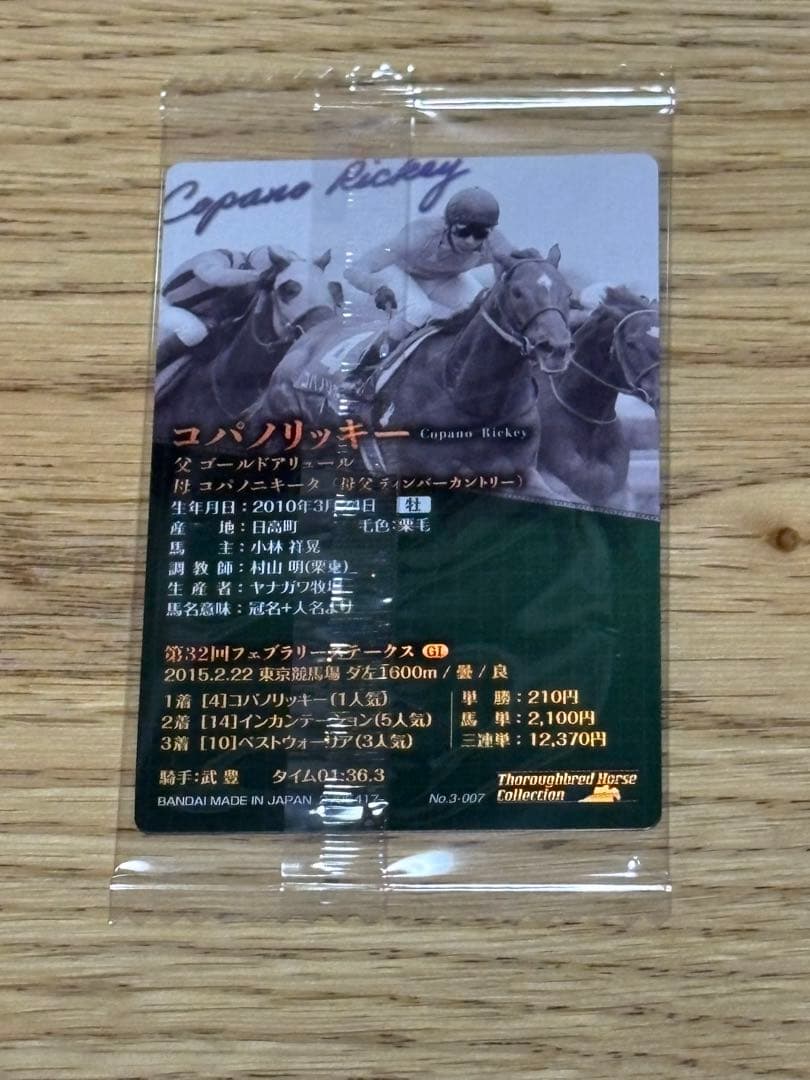 Copano Rickey
コパノリッキー Copano Rickey
父 ゴールドアリュール
母 コパノニキータ (母父 ティンバーカントリー)
生年月日:2010年3月 日 牡
産 地:日高町 毛色:栗毛
馬 主:小林 祥晃
調教師:村山 明(栗東)
生産者:ヤナガワ牧場
馬名意味:冠名+人名より
第32回フェブラリーステークス GI
2015.2.22 東京競馬場 ダ左1600m / 曇 / 良
1着 [4]コパノリッキー(1人気) 単 勝:210円
2着 [14]インカンテーション(5人気) 馬 単:2,100円
3着 [10]ベストウォーリア(3人気) 三連単:12,370円
騎手:武 豊 タイム01:36.3
BANDAI MADE IN JAPAN No.3-007
Thoroughbred Horse
Collection